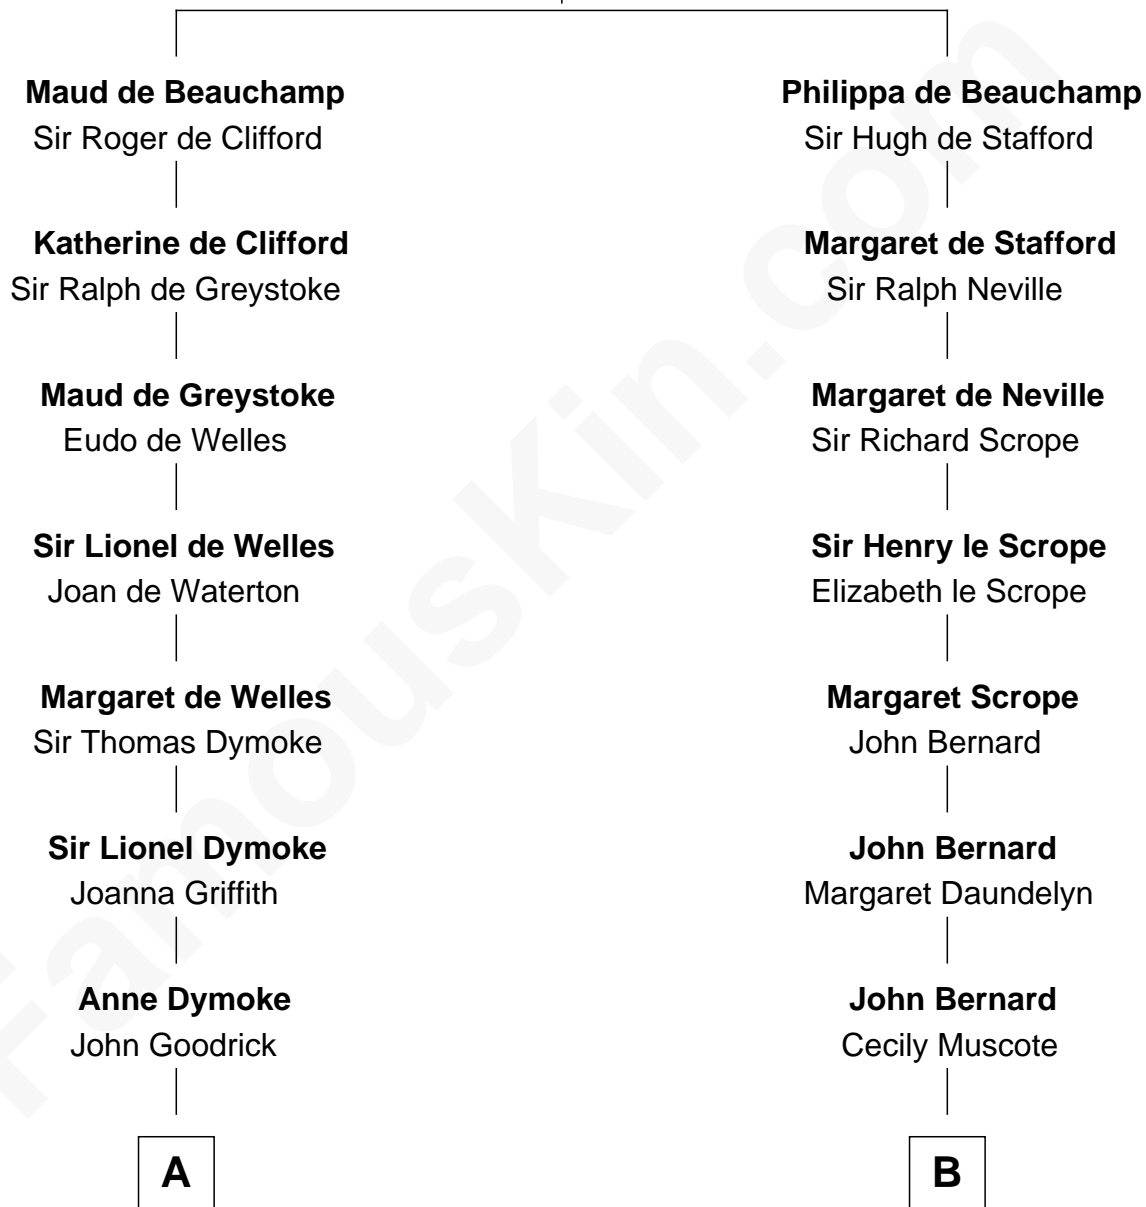 Maud de Beauchamp
Sir Roger de Clifford
Katherine de Clifford
Sir Ralph de Greystoke
Maud de Greystoke
Eudo de Welles
Sir Lionel de Welles
Joan de Waterton
Margaret de Welles
Sir Thomas Dymoke
Sir Lionel Dymoke
Joanna Griffith
Anne Dymoke
John Goodrick
A
Philippa de Beauchamp
Sir Hugh de Stafford
Margaret de Stafford
Sir Ralph Neville
Margaret de Neville
Sir Richard Scrope
Sir Henry le Scrope
Elizabeth le Scrope
Margaret Scrope
John Bernard
John Bernard
Margaret Daundelyn
John Bernard
Cecily Muscote
B
FamousKin.com